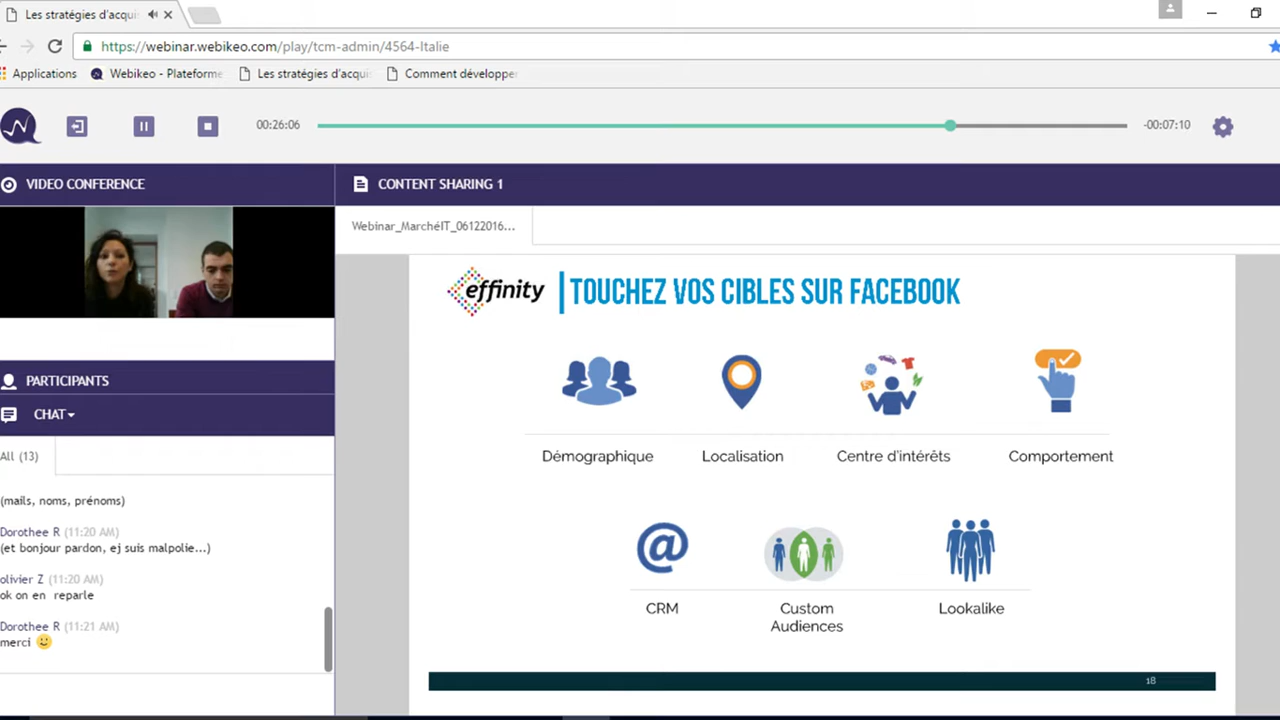 Les stratégies d'acqui
https://webinar.webikeo.com/play/tcm-admin/4564-Italie
Applications
Webikeo - Plateforme
Les stratégies d'acqui
Comment développer
00:26:06
-00:07:10
VIDEO CONFERENCE
CONTENT SHARING 1
Webinar_MarchéIT_06122016...
effinity
TOUCHEZ VOS CIBLES SUR FACEBOOK
Démographique
Localisation
Centre d'intérêts
Comportement
CRM
Custom
Audiences
Lookalike
18
PARTICIPANTS
CHAT
All (13)
(mails, noms, prénoms)
Dorothee R (11:20 AM)
(et bonjour pardon, ej suis malpolie...)
olivier Z (11:20 AM)
ok on en reparle
Dorothee R (11:21 AM)
merci